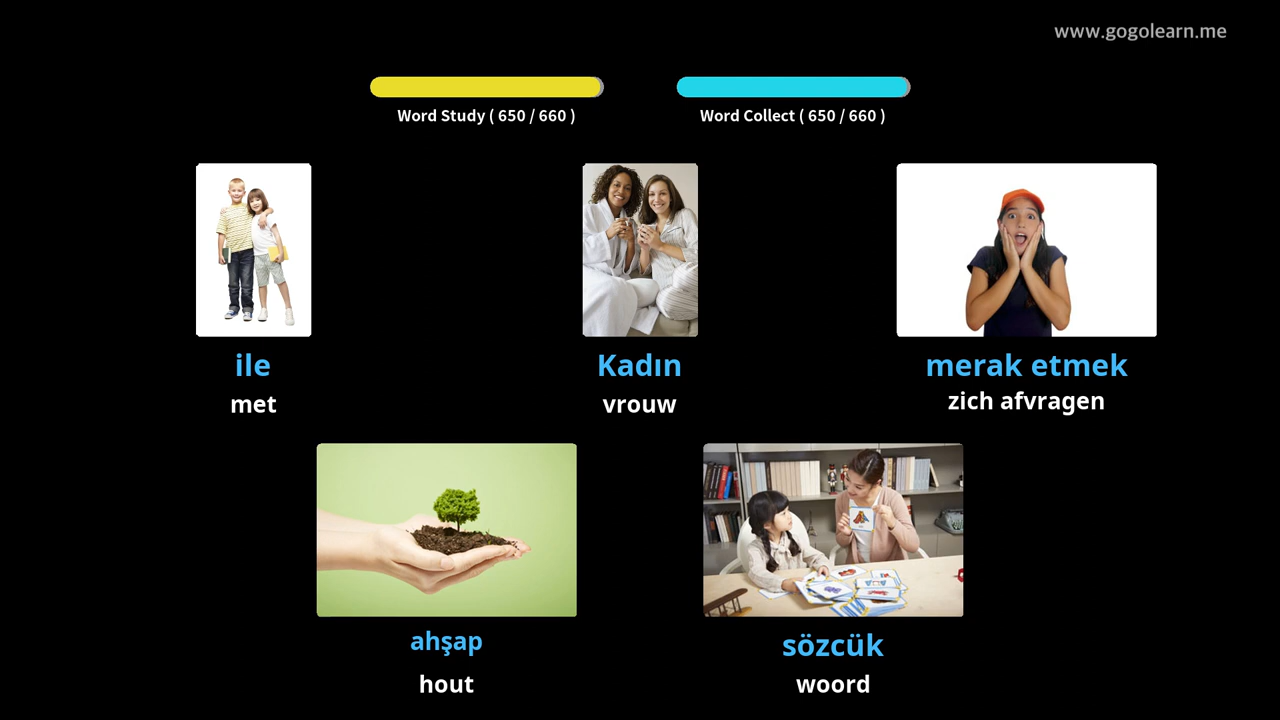 www.gogolearn.me
Word Study ( 650 / 660 )
Word Collect ( 650 / 660 )
ile
met
Kadın
vrouw
merak etmek
zich afvragen
ahşap
hout
sözcük
woord